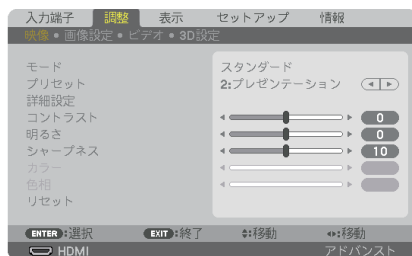 入力端子 調整 表示 セットアップ 情報
映像 • 画像設定 • ビデオ • 3D設定
モード スタンダード
プリセット 2:プレゼンテーション
詳細設定
コントラスト 0
明るさ 0
シャープネス 10
カラー
色相
リセット
ENTER:選択 EXIT:終了 :移動 :移動
HDMI アドバンスト